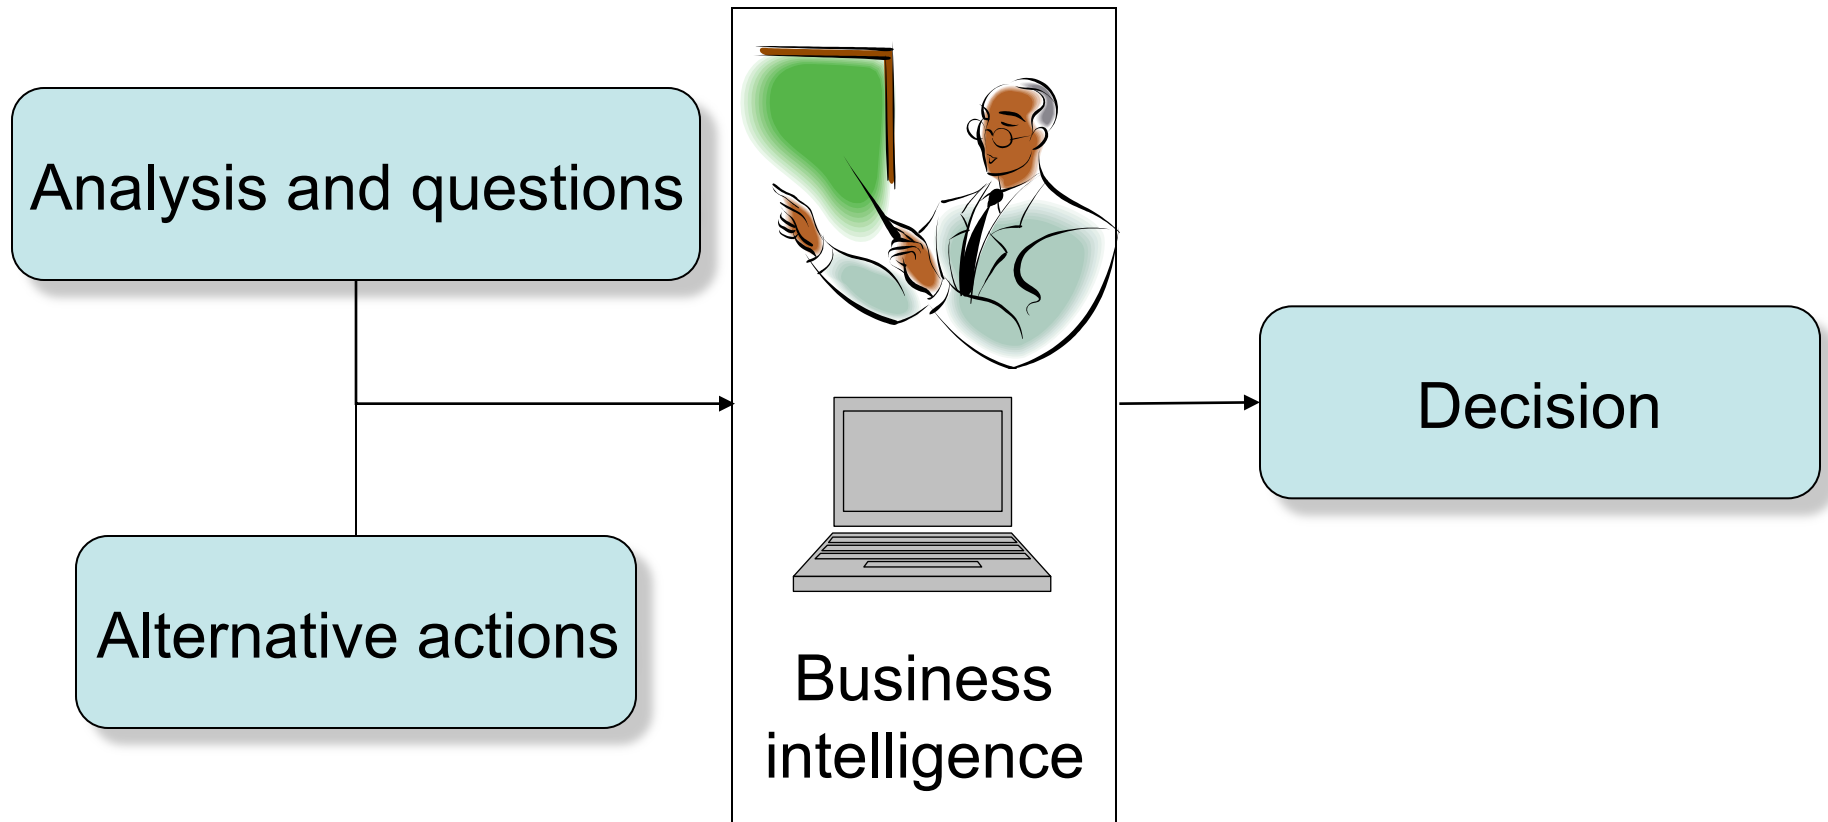 Analysis and questions
Alternative actions
Business
intelligence
Decision